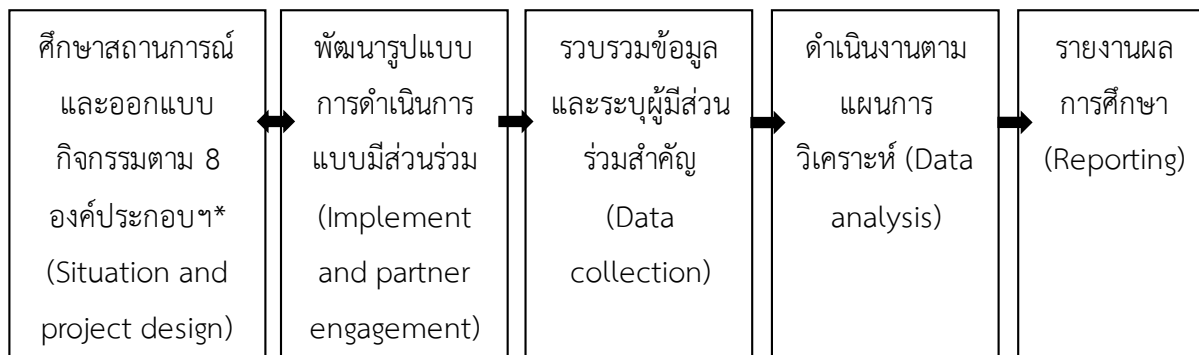 ศึกษาสถานการณ์
และออกแบบ
กิจกรรมตาม 8
องค์ประกอบฯ*
(Situation and
project design)
พัฒนารูปแบบ
การดำเนินการ
แบบมีส่วนร่วม
(Implement
and partner
engagement)
รวบรวมข้อมูล
และระบุผู้มีส่วน
ร่วมสำคัญ
(Data
collection)
ดำเนินงานตาม
แผนการ
วิเคราะห์ (Data
analysis)
รายงานผล
การศึกษา
(Reporting)